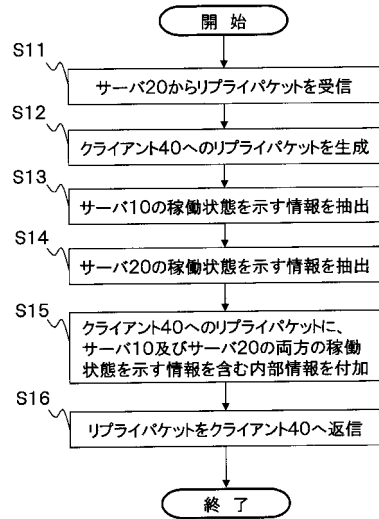 開 始
S11
サーバ20からリプライパケットを受信
S12
クライアント40へのリプライパケットを生成
S13
サーバ10の稼働状態を示す情報を抽出
S14
サーバ20の稼働状態を示す情報を抽出
S15
クライアント40へのリプライパケットに、
サーバ10及びサーバ20の両方の稼働
状態を示す情報を含む内部情報を付加
S16
リプライパケットをクライアント40へ返信
終 了